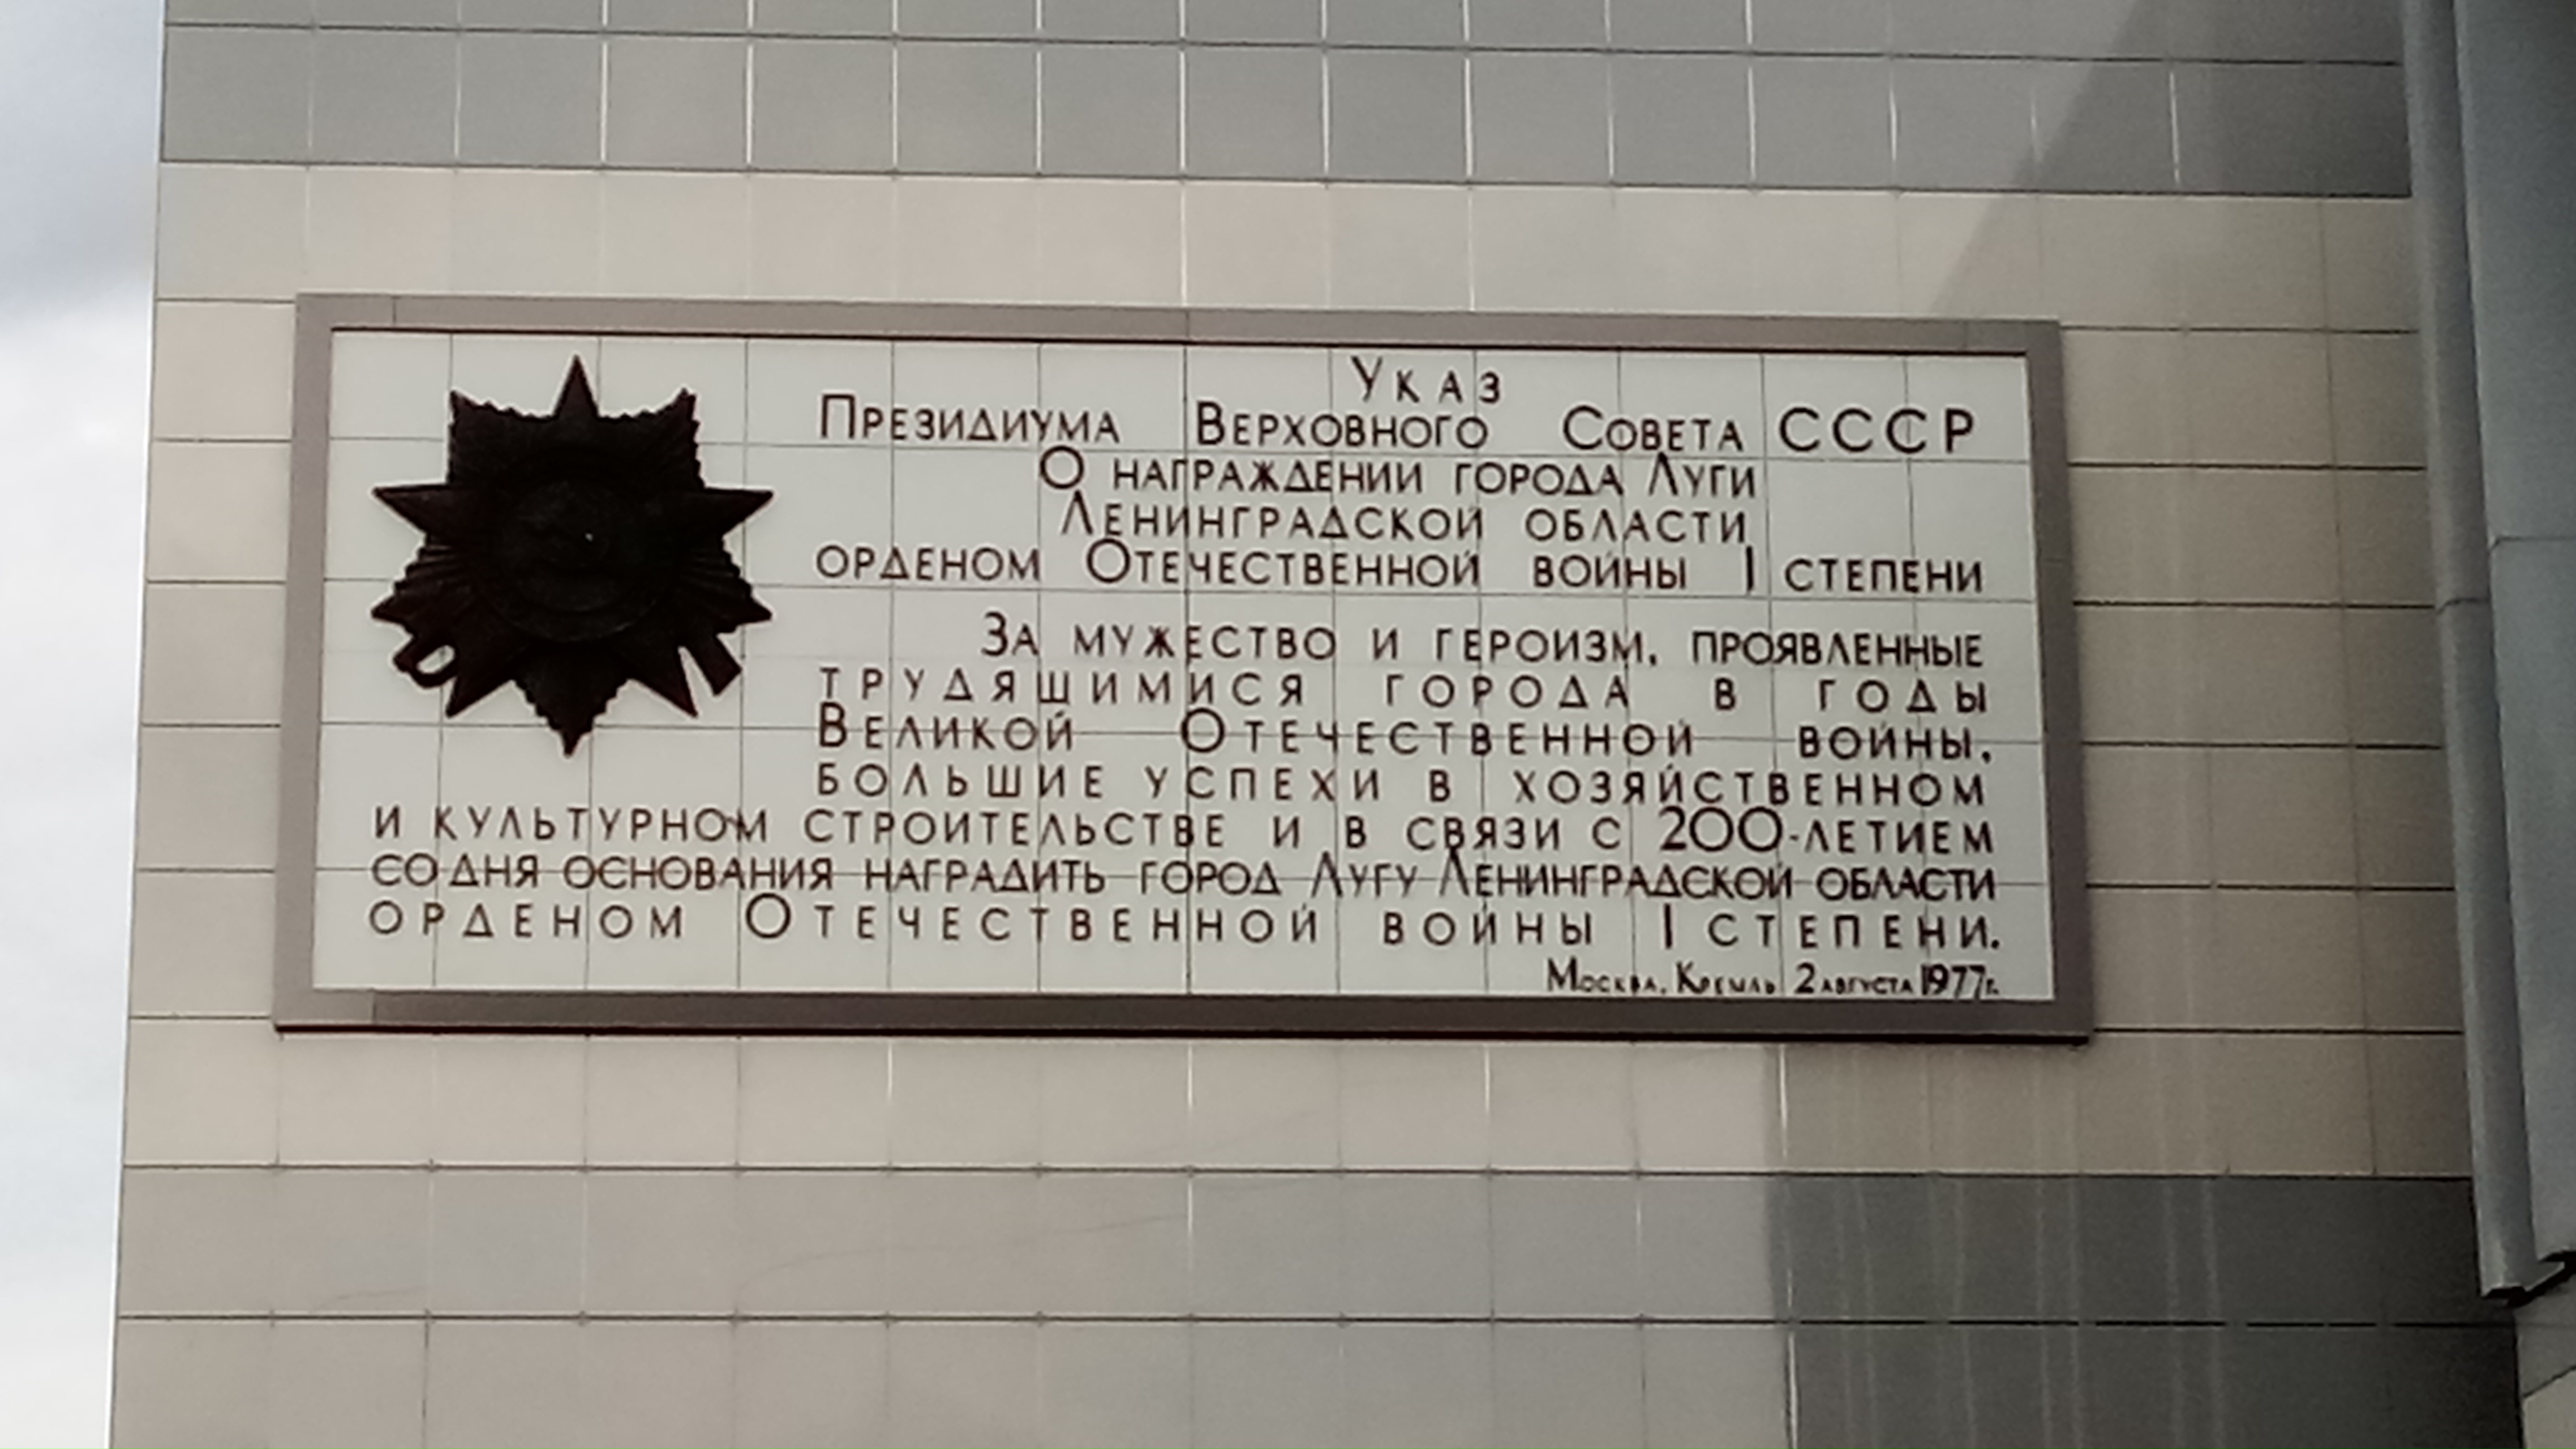 Указ
Президиума Верховного Совета СССР
О награждении города Луги
Ленинградской области
орденом Отечественной войны I степени
За мужество и героизм, проявленные
трудящимися города в годы
Великой Отечественной войны,
большие успехи в хозяйственном
и культурном строительстве и в связи с 200-летием
со дня основания наградить город Лугу Ленинградской области
орденом Отечественной войны I степени.
Москва, Кремль 2 августа 1977г.